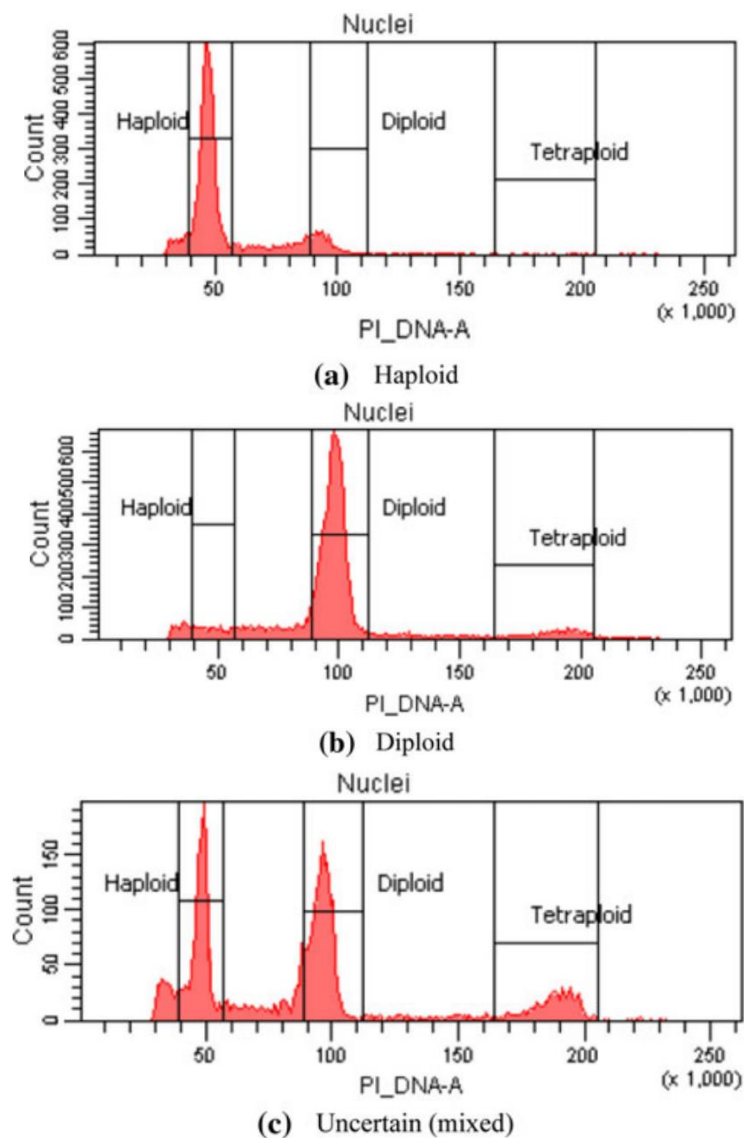 Nuclei
Count
0 100 200 300 400 500 600
Haploid
Diploid
Tetraploid
50 100 150 200 250
(x 1,000)
PI_DNA-A
(a) Haploid
Nuclei
Count
0 100 200 300 400 500 600
Haploid
Diploid
Tetraploid
50 100 150 200 250
(x 1,000)
PI_DNA-A
(b) Diploid
Nuclei
Count
0 50 100 150
Haploid
Diploid
Tetraploid
50 100 150 200 250
(x 1,000)
PI_DNA-A
(c) Uncertain (mixed)